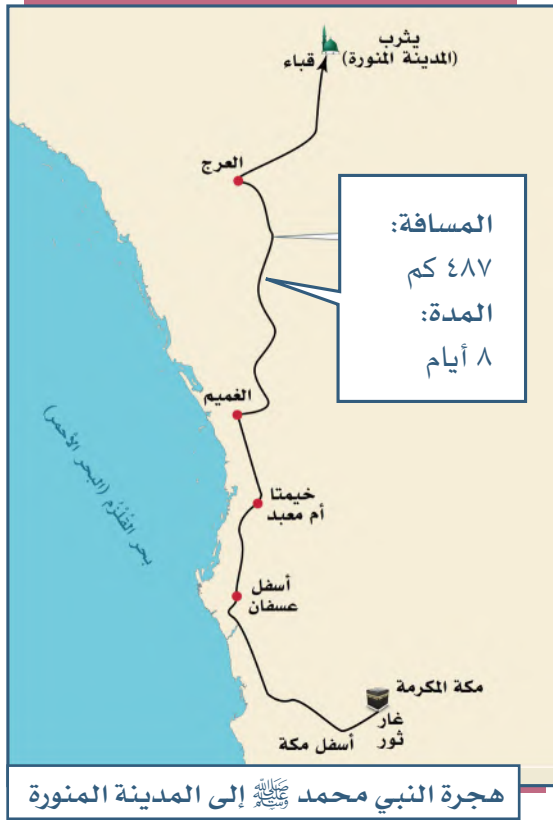 يثرب
(المدينة المنورة)
قباء
العرج
المسافة:
٤٨٧ كم
المدة:
٨ أيام
الغميم
خيمتا
أم معبد
بحر القُلْزُم (البحر الأحمر)
أسفل
عسفان
مكة المكرمة
غار
ثور
أسفل مكة
هجرة النبي محمد ﷺ إلى المدينة المنورة